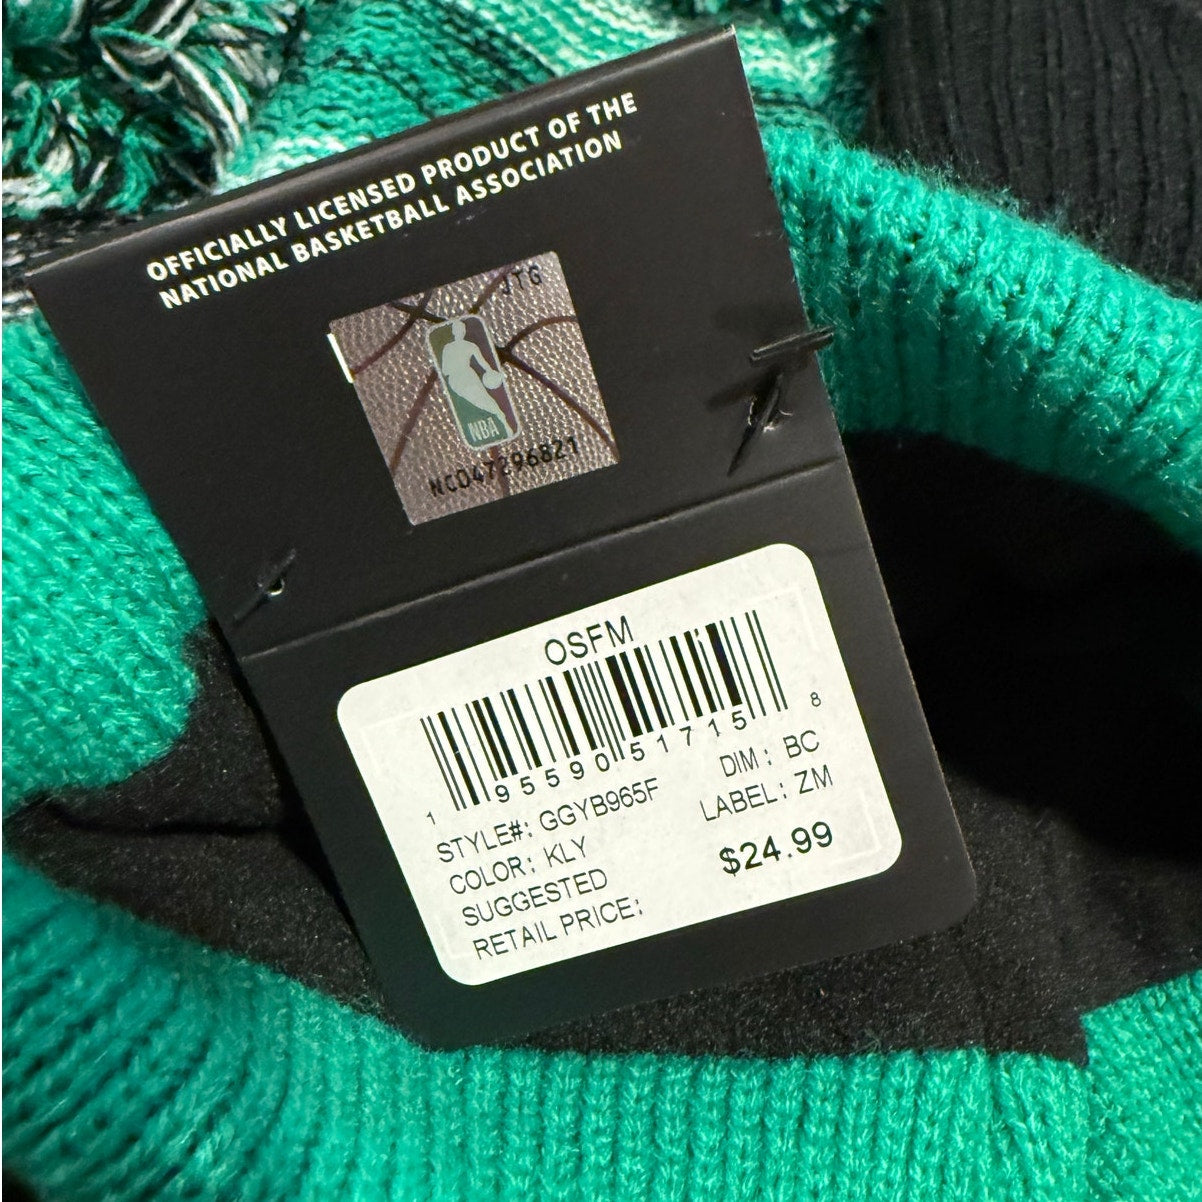 OFFICIALLY LICENSED PRODUCT OF THE
NATIONAL BASKETBALL ASSOCIATION
JTG
NBA
NC047296821
OSFM
1 95590 51715 8
STYLE#: GGYB965F DIM: BC
COLOR: KLY LABEL: ZM
SUGGESTED
RETAIL PRICE: $24.99